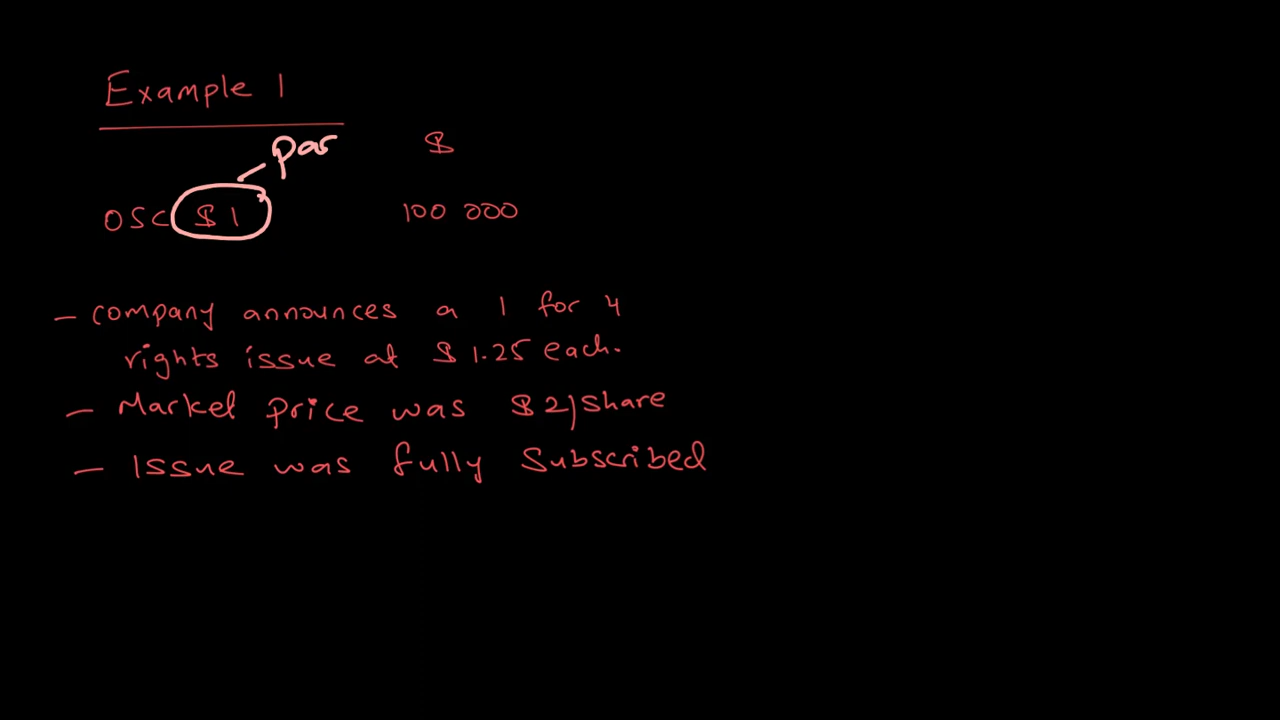 Example 1
Par
$
OSC $1
100 000
- Company announces a 1 for 4
rights issue at $1.25 each.
- Market price was $2/share
- Issue was fully Subscribed